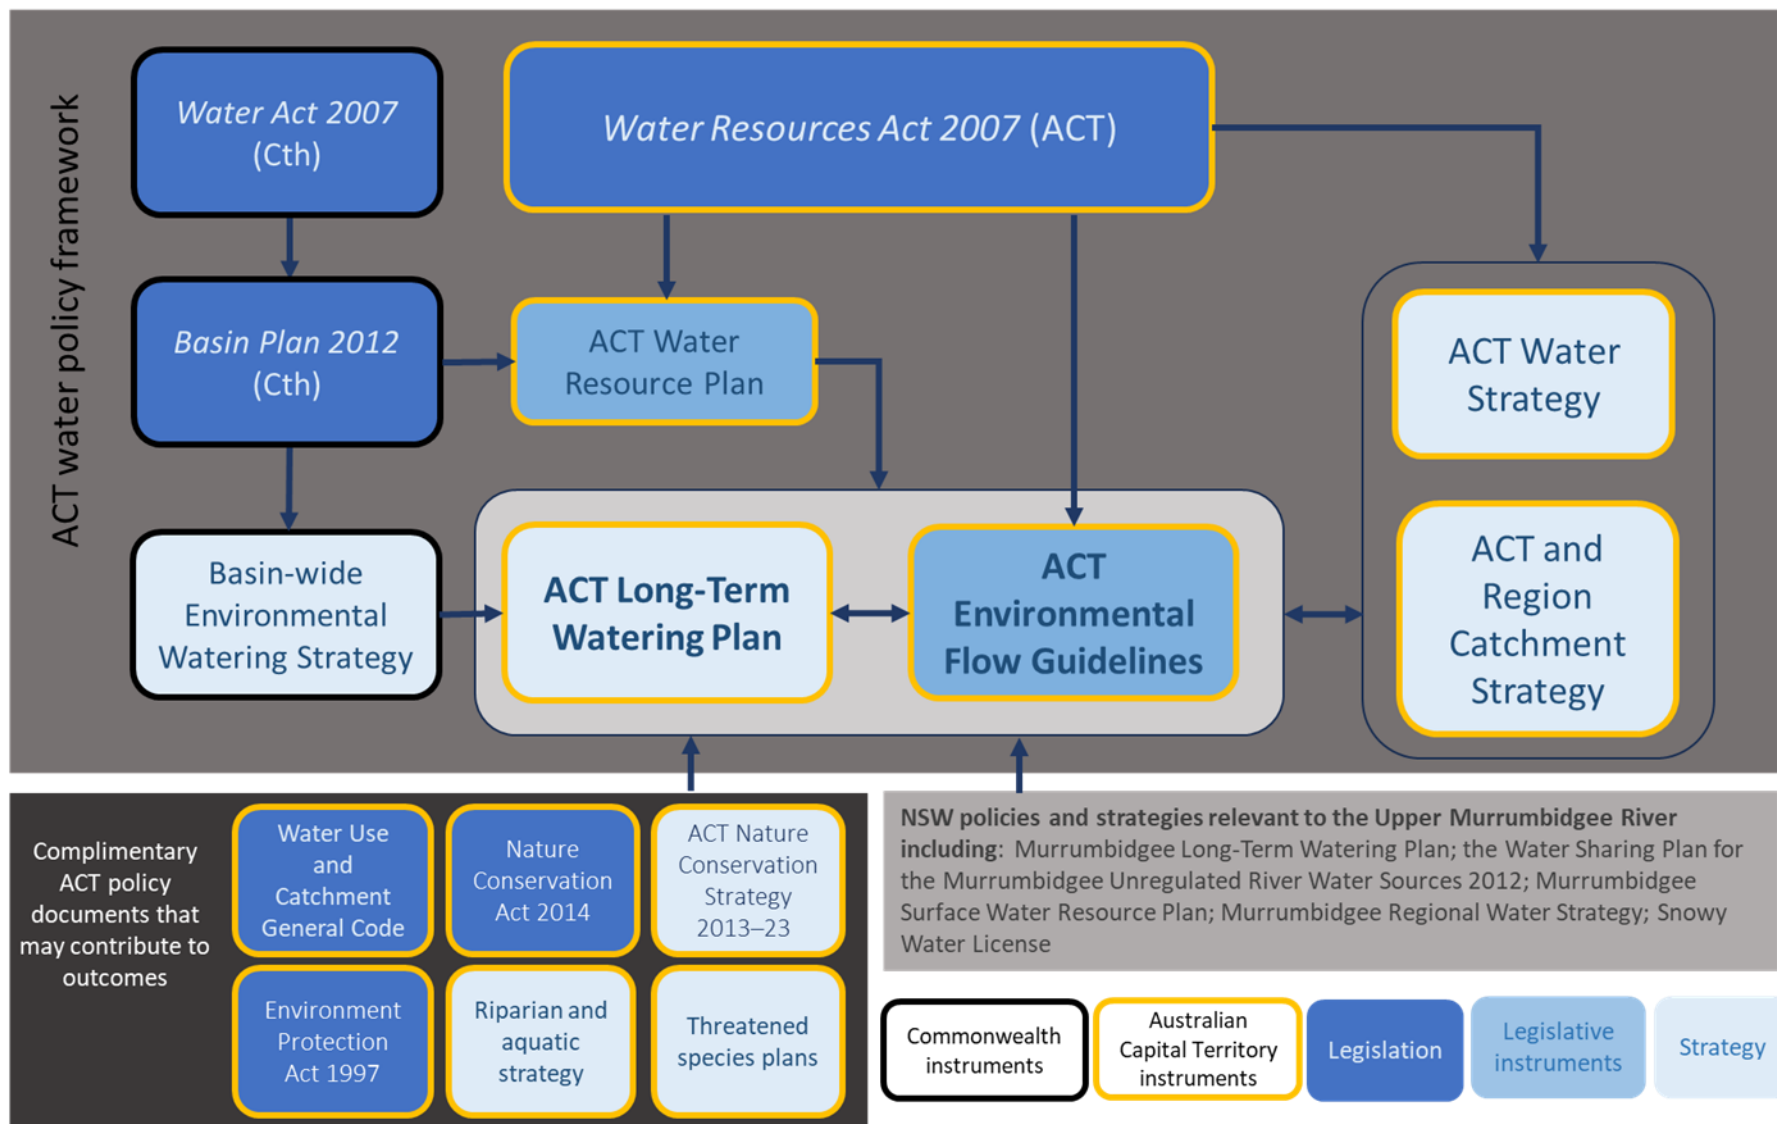 ACT water policy framework
Water Act 2007
(Cth)
Water Resources Act 2007 (ACT)
Basin Plan 2012
(Cth)
ACT Water
Resource Plan
ACT Water
Strategy
Basin-wide
Environmental
Watering Strategy
ACT Long-Term
Watering Plan
ACT
Environmental
Flow Guidelines
ACT and
Region
Catchment
Strategy
Complimentary
ACT policy
documents that
may contribute to
outcomes
Water Use
and
Catchment
General Code
Nature
Conservation
Act 2014
ACT Nature
Conservation
Strategy
2013–23
Environment
Protection
Act 1997
Riparian and
aquatic
strategy
Threatened
species plans
NSW policies and strategies relevant to the Upper Murrumbidgee River
including: Murrumbidgee Long-Term Watering Plan; the Water Sharing Plan for
the Murrumbidgee Unregulated River Water Sources 2012; Murrumbidgee
Surface Water Resource Plan; Murrumbidgee Regional Water Strategy; Snowy
Water License
Commonwealth
instruments
Australian
Capital Territory
instruments
Legislation
Legislative
instruments
Strategy